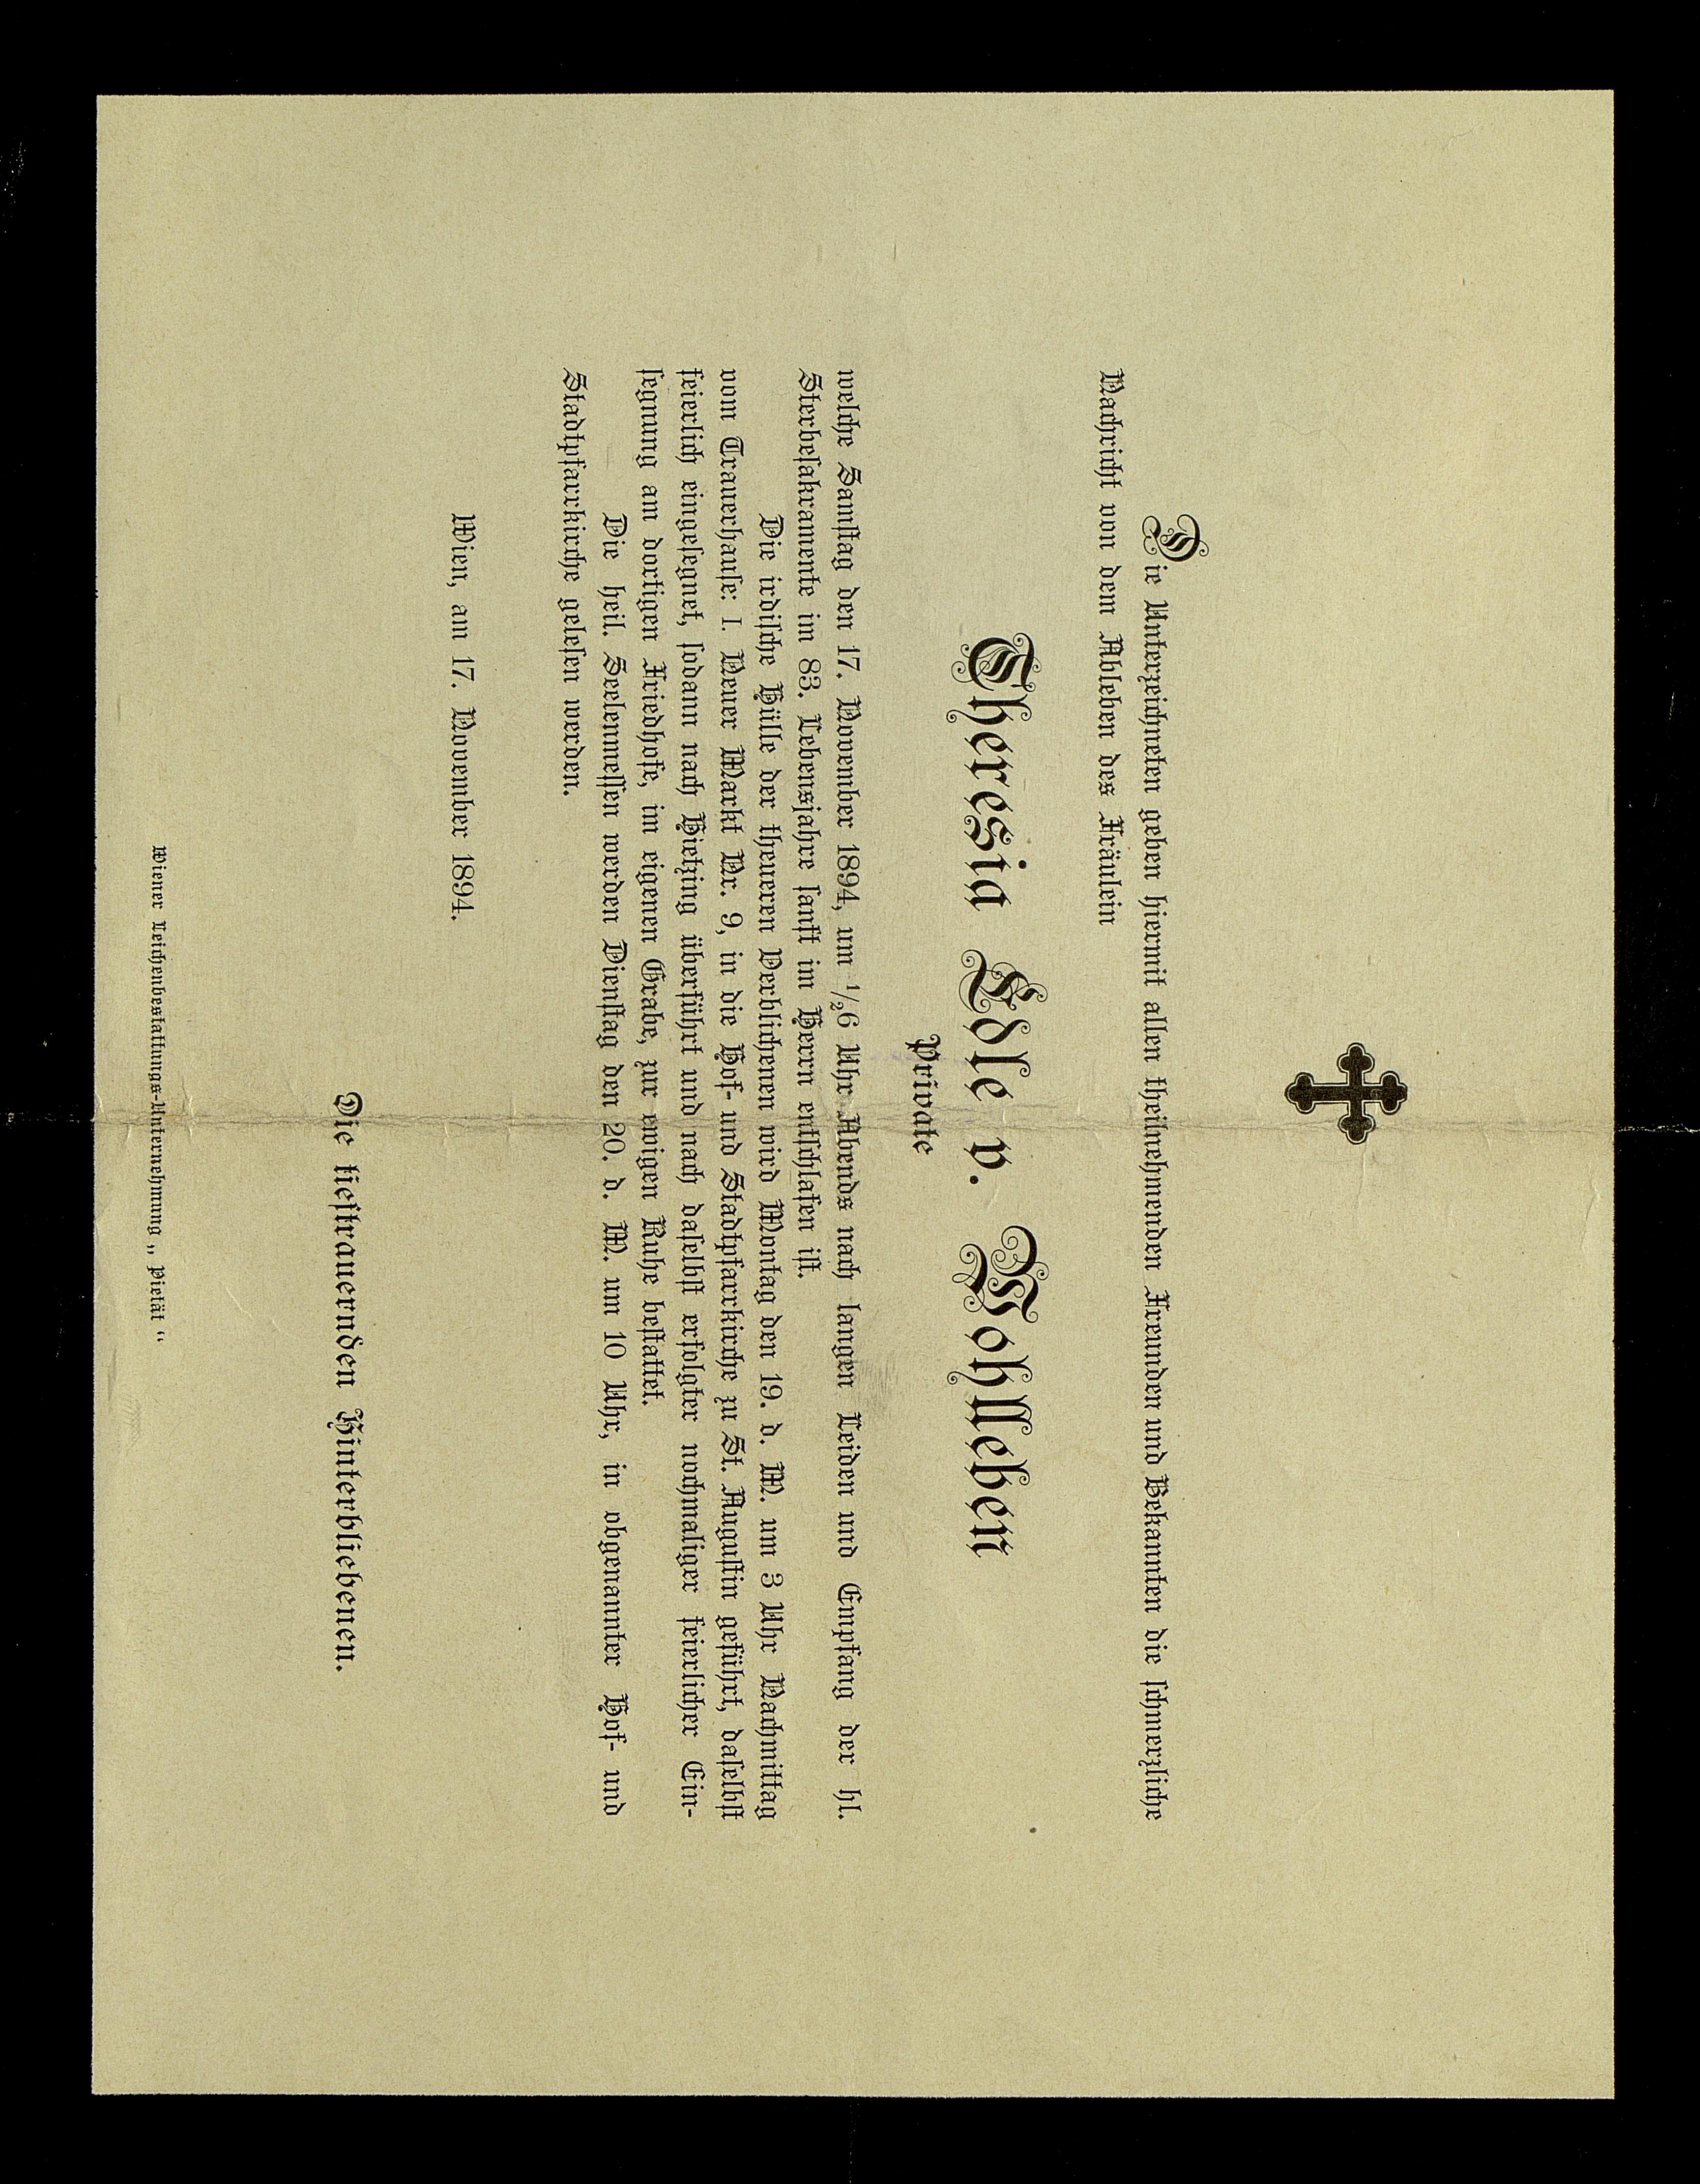 Die Unterzeichneten geben hiermit allen theilnehmenden Freunden und Bekannten die schmerzliche
Nachricht von dem Ableben des Fräulein
Theresia Edle v. Wohlleben
Private
welche Samstag den 17. November 1894, um 1/26 Uhr Abends nach langen Leiden und Empfang der hl.
Sterbesakramente im 83. Lebensjahre sanft im Herrn entschlafen ist.
Die irdische Hülle der theueren Verblichenen wird Montag den 19. d. M. um 3 Uhr Nachmittag
vom Trauerhause: I. Neuer Markt Nr. 9, in die Hof- und Stadtpfarrkirche zu St. Augustin geführt, daselbst
feierlich eingesegnet, sodann nach Hietzing überführt und nach daselbst erfolgter nochmaliger feierlicher Ein-
segnung am dortigen Friedhofe, im eigenen Grabe, zur ewigen Ruhe bestattet.
Die heil. Seelenmessen werden Dienstag den 20. d. M. um 10 Uhr, in obgenannter Hof- und
Stadtpfarrkirche gelesen werden.
Wien, am 17. November 1894.
Die tieftrauernden Hinterbliebenen.
Wiener Leichenbestattungs-Unternehmung „Pietät“